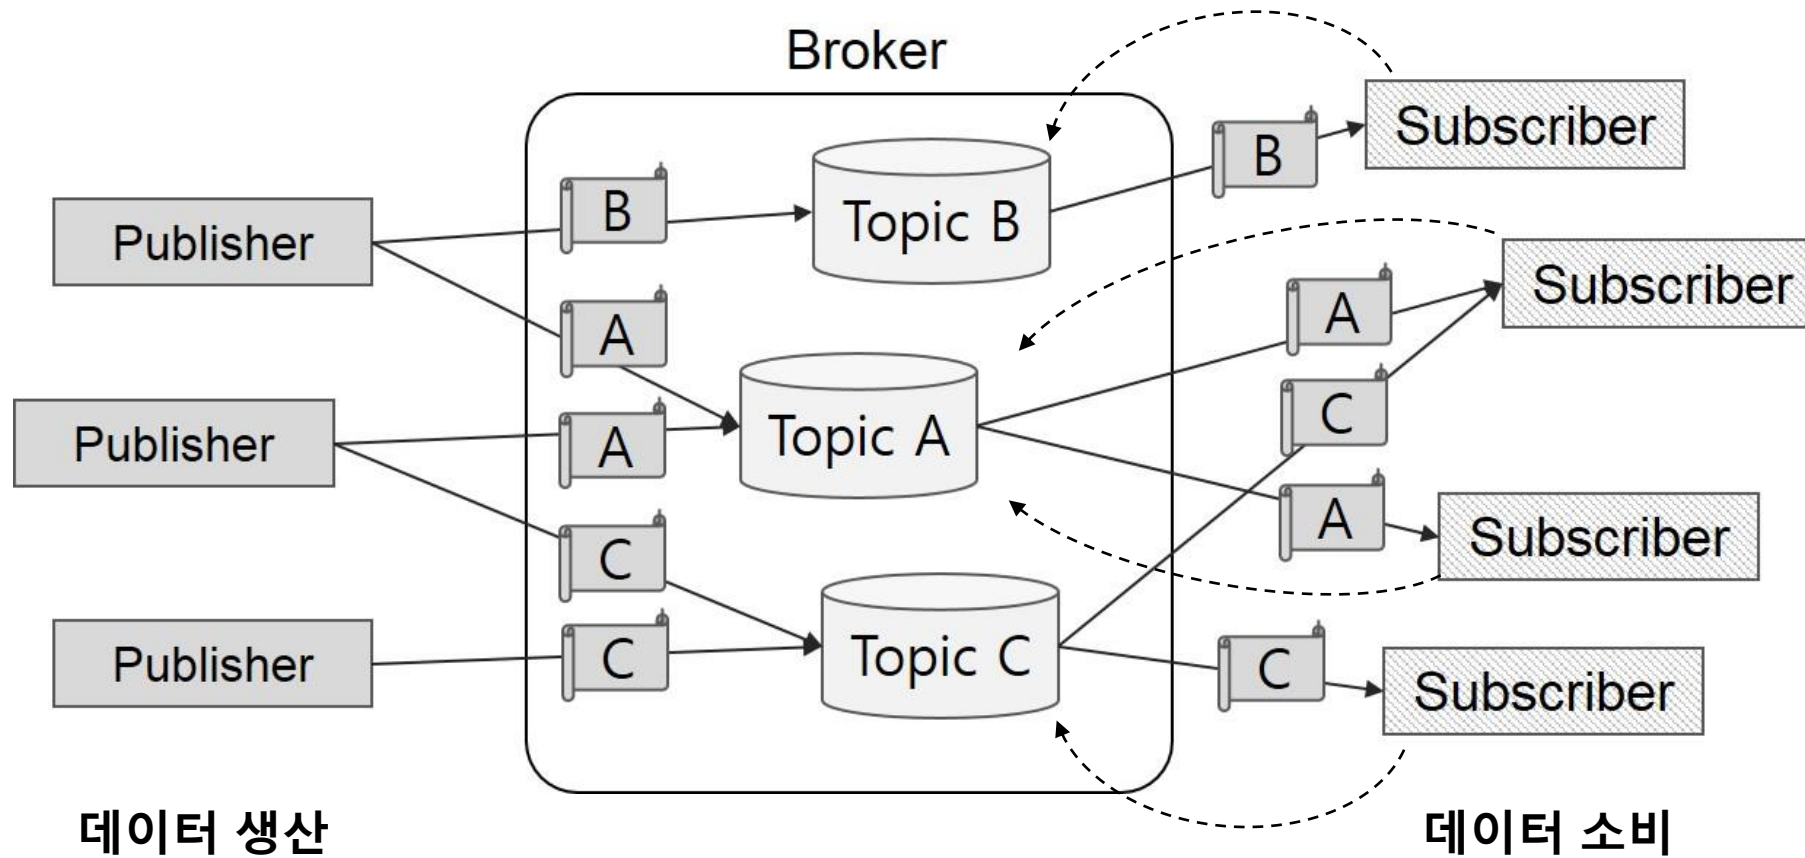 Broker
Publisher
Publisher
Publisher
B
A
A
C
C
Topic B
Topic A
Topic C
B
A
C
A
C
Subscriber
Subscriber
Subscriber
Subscriber
데이터 생산
데이터 소비